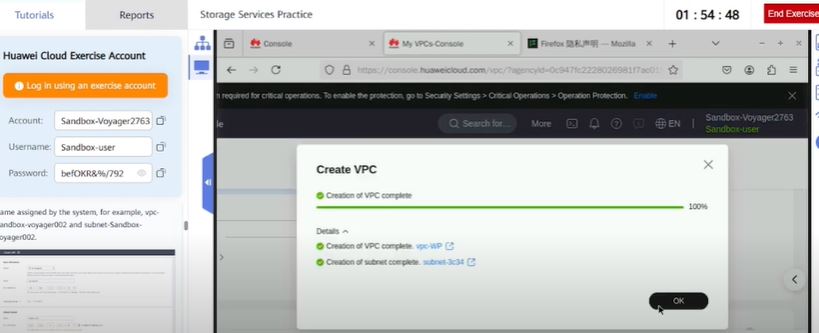 Tutorials
Reports
Storage Services Practice
01 : 54 : 48
End Exercise
Huawei Cloud Exercise Account
Log in using an exercise account
Account:
Sandbox-Voyager2763
Username:
Sandbox-user
Password:
befOKR&%/792
ame assigned by the system, for example, vpc-
andbox-voyager002 and subnet-Sandbox-
oyager002.
Console
My VPCs-Console
Firefox 隐私声明 — Mozilla
https://console.huaweicloud.com/vpc/?agencyId=0c947fc2228026981f7ac01
n required for critical operations. To enable the protection, go to Security Settings > Critical Operations > Operation Protection. Enable
le
Search for...
More
EN
Sandbox-Voyager2763
Sandbox-user
Create VPC
Creation of VPC complete
100%
Details
Creation of VPC complete. vpc-WP
Creation of subnet complete. subnet-3c34
OK